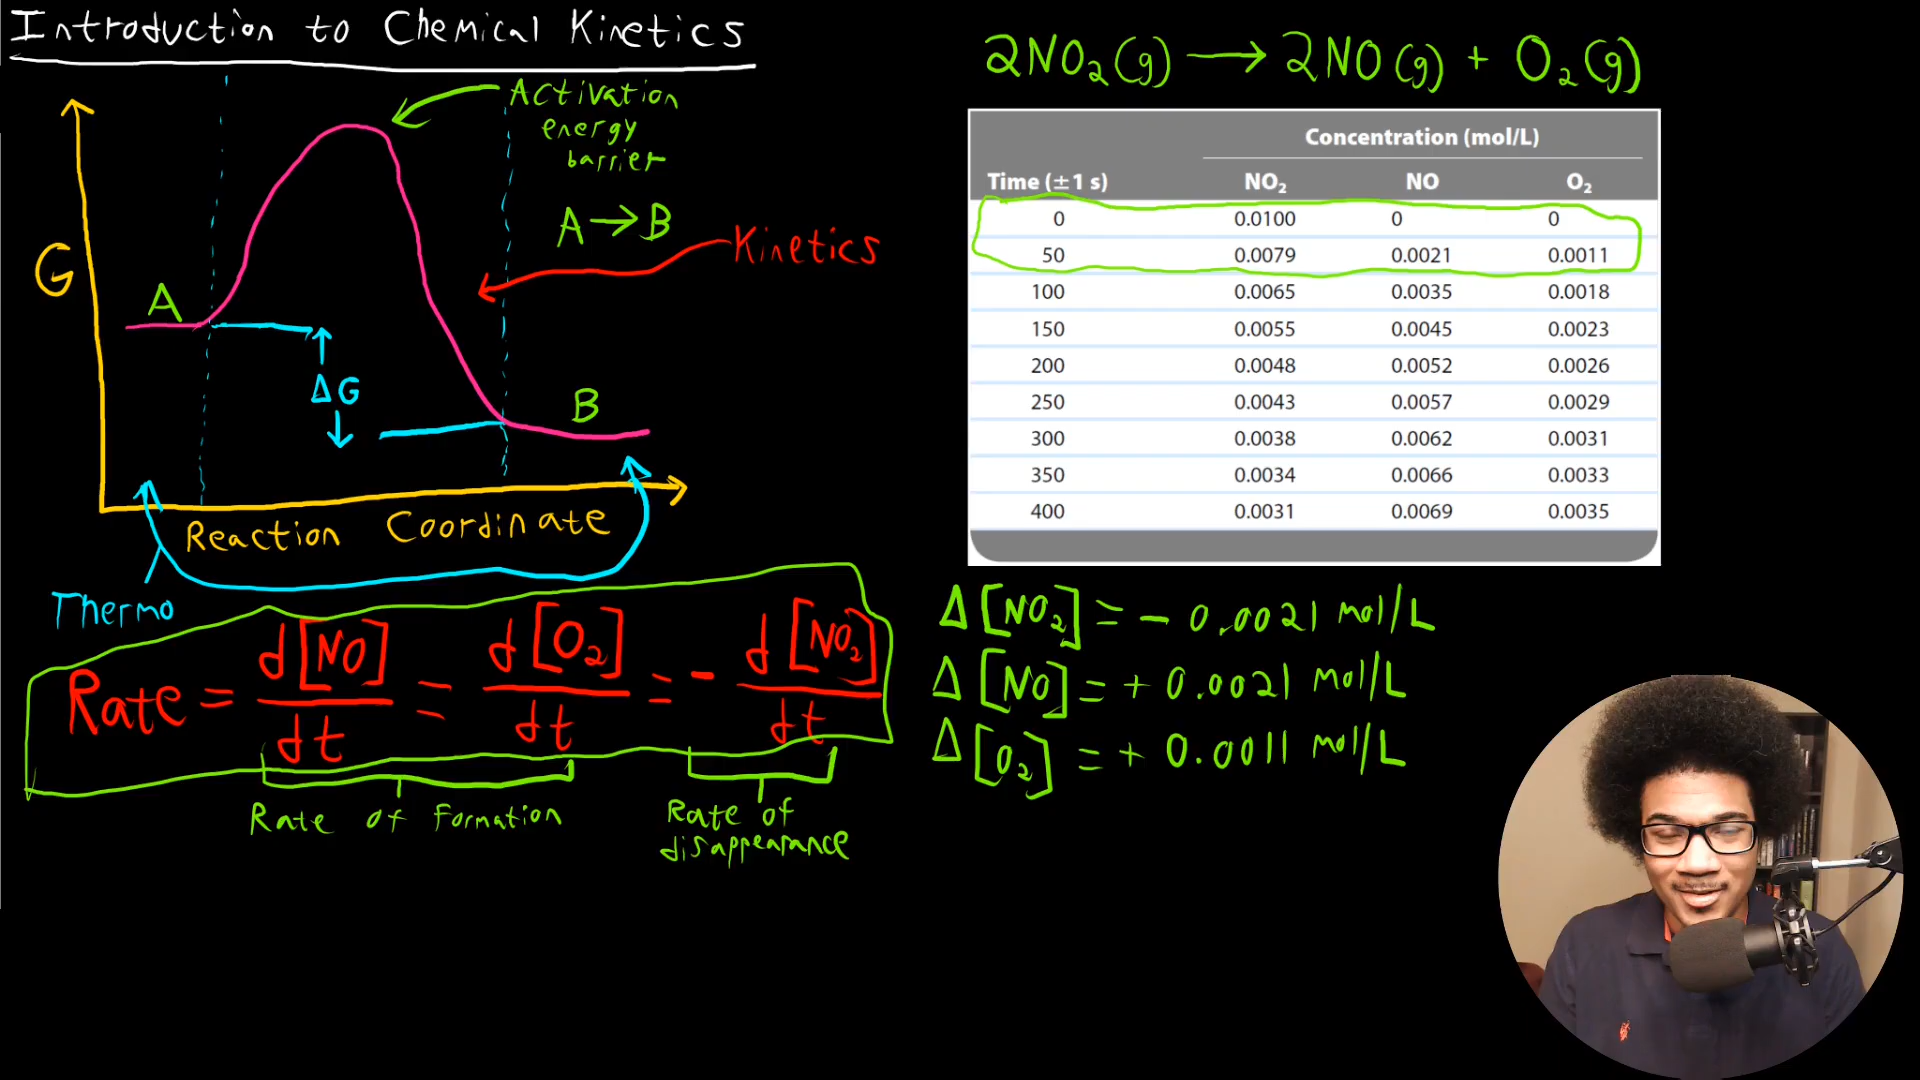 Introduction to Chemical Kinetics
Activation
energy
barrier
A → B
Kinetics
G
A
ΔG
B
Reaction Coordinate
Thermo
Rate = d[NO]/dt = d[O₂]/dt = - d[NO₂]/dt
Rate of Formation
Rate of
disappearance
2NO₂(g) → 2NO(g) + O₂(g)
Concentration (mol/L)
Time (±1 s) NO₂ NO O₂
0 0.0100 0 0
50 0.0079 0.0021 0.0011
100 0.0065 0.0035 0.0018
150 0.0055 0.0045 0.0023
200 0.0048 0.0052 0.0026
250 0.0043 0.0057 0.0029
300 0.0038 0.0062 0.0031
350 0.0034 0.0066 0.0033
400 0.0031 0.0069 0.0035
Δ[NO₂] = - 0.0021 mol/L
Δ[NO] = + 0.0021 mol/L
Δ[O₂] = + 0.0011 mol/L